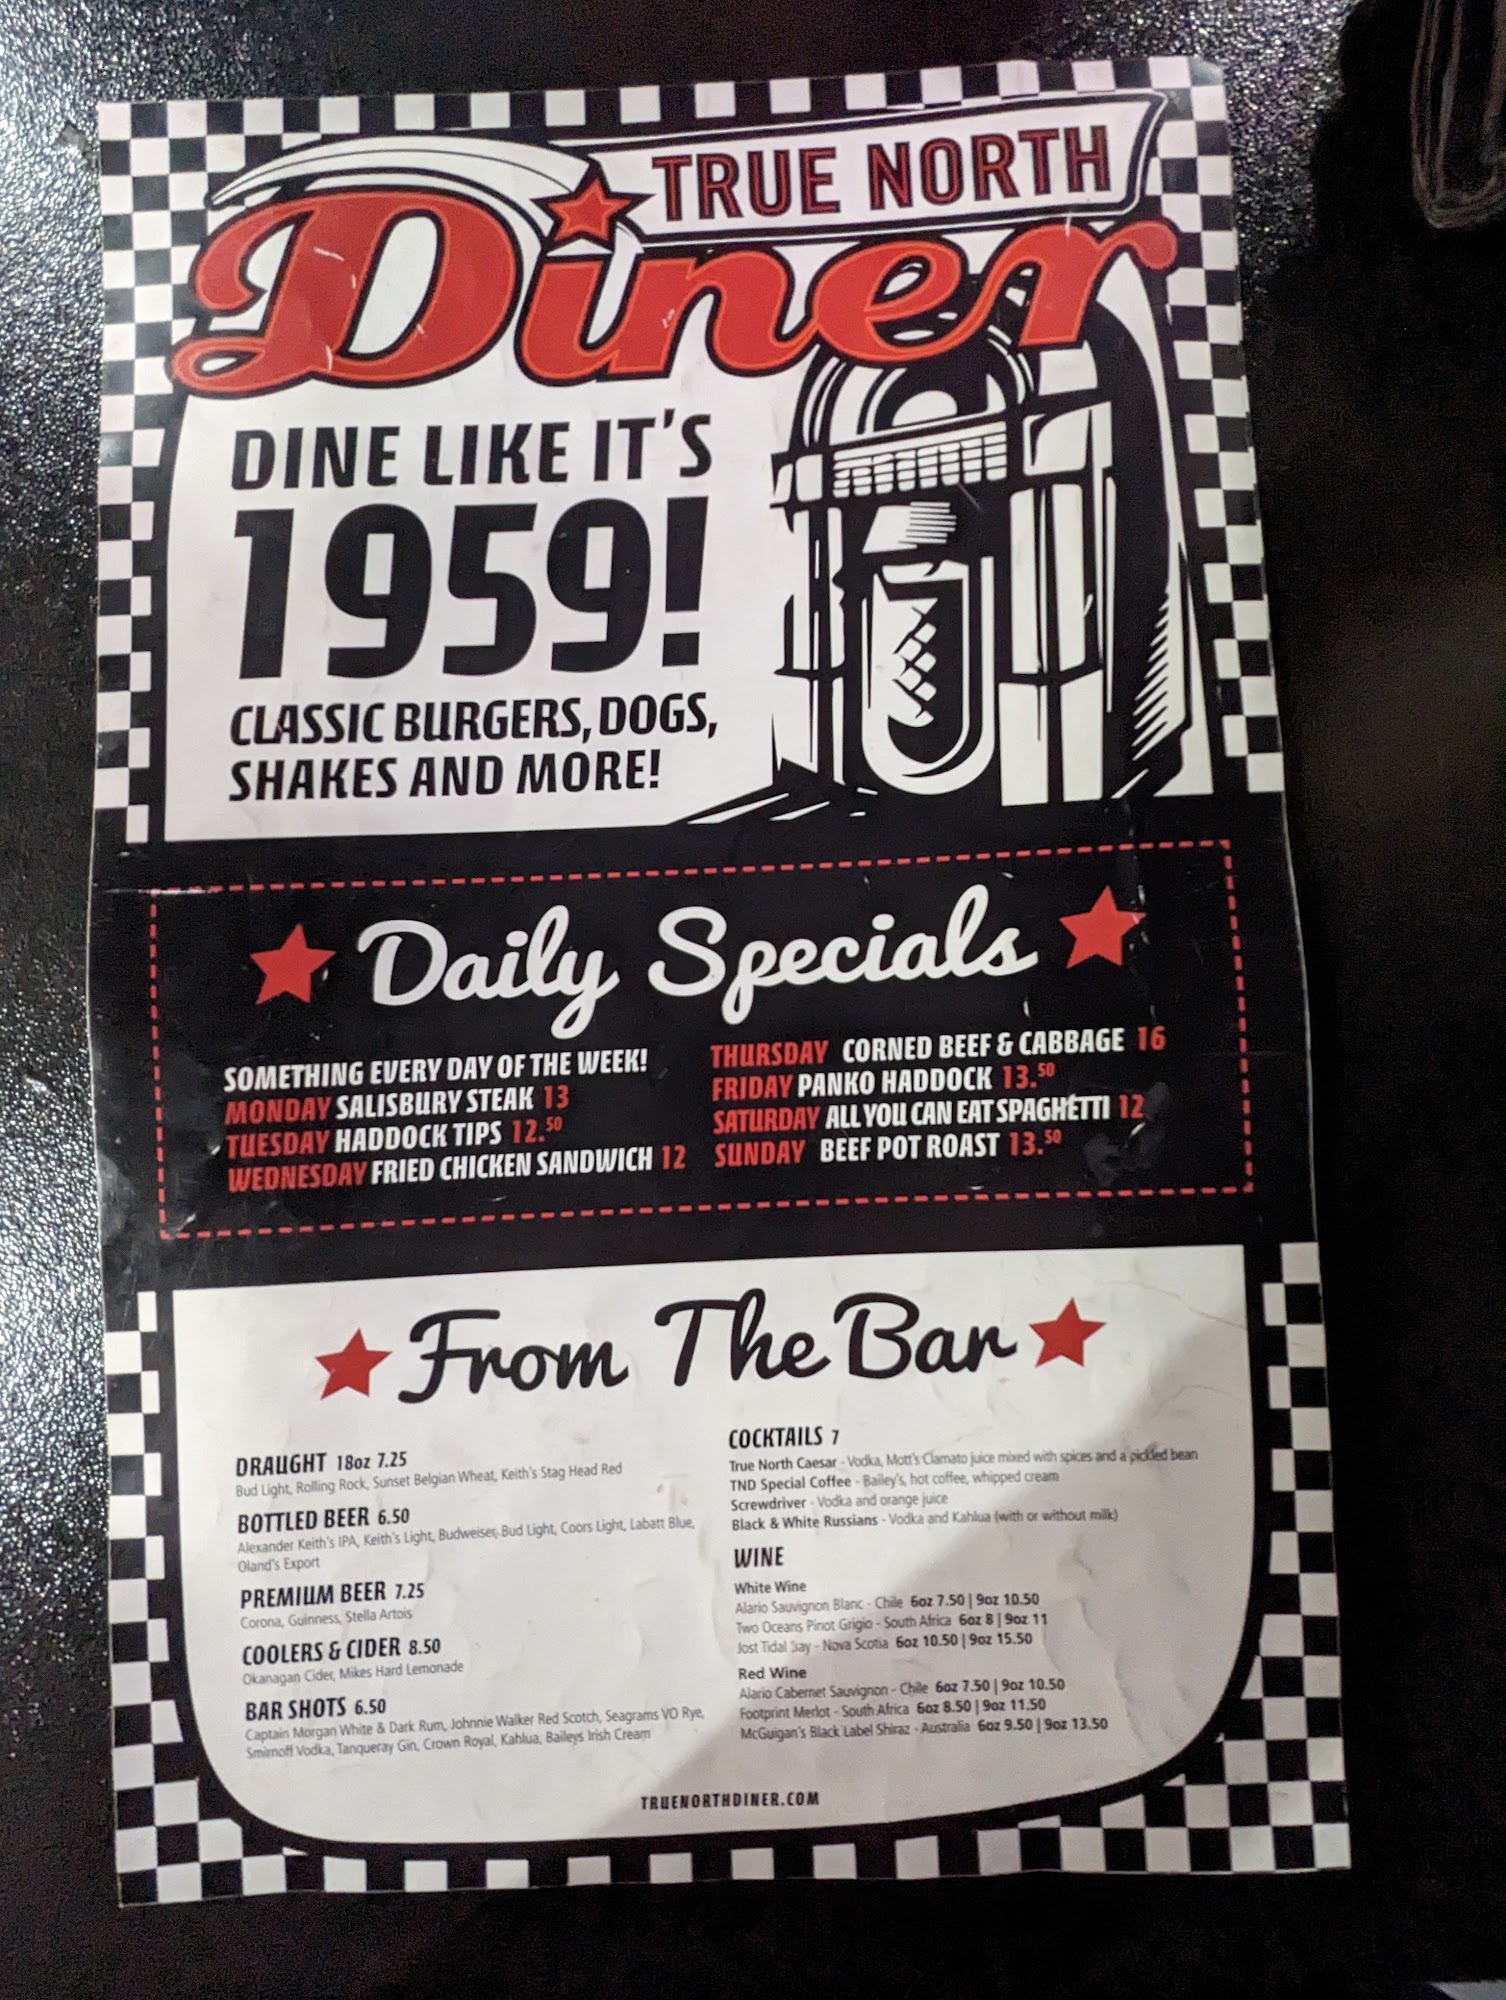 TRUE NORTH
Diner
DINE LIKE IT'S
1959!
CLASSIC BURGERS, DOGS,
SHAKES AND MORE!
Daily Specials
SOMETHING EVERY DAY OF THE WEEK!
MONDAY SALISBURY STEAK 13
TUESDAY HADDOCK TIPS 12.50
WEDNESDAY FRIED CHICKEN SANDWICH 12
THURSDAY CORNED BEEF & CABBAGE 16
FRIDAY PANKO HADDOCK 13.50
SATURDAY ALL YOU CAN EAT SPAGHETTI 12
SUNDAY BEEF POT ROAST 13.50
From The Bar
DRAUGHT 18oz 7.25
Bud Light, Rolling Rock, Sunset Belgian Wheat, Keith's Stag Head Red
BOTTLED BEER 6.50
Alexander Keith's IPA, Keith's Light, Budweiser, Bud Light, Coors Light, Labatt Blue,
Oland's Export
PREMIUM BEER 7.25
Corona, Guinness, Stella Artois
COOLERS & CIDER 8.50
Okanagan Cider, Mikes Hard Lemonade
BAR SHOTS 6.50
Captain Morgan White & Dark Rum, Johnnie Walker Red Scotch, Seagrams VO Rye,
Smirnoff Vodka, Tanqueray Gin, Crown Royal, Kahlua, Baileys Irish Cream
COCKTAILS 7
True North Caesar - Vodka, Mott's Clamato juice mixed with spices and a pickled bean
TND Special Coffee - Bailey's, hot coffee, whipped cream
Screwdriver - Vodka and orange juice
Black & White Russians - Vodka and Kahlua (with or without milk)
WINE
White Wine
Alario Sauvignon Blanc - Chile 6oz 7.50 | 9oz 10.50
Two Oceans Pinot Grigio - South Africa 6oz 8 | 9oz 11
Jost Tidal Bay - Nova Scotia 6oz 10.50 | 9oz 15.50
Red Wine
Alario Cabernet Sauvignon - Chile 6oz 7.50 | 9oz 10.50
Footprint Merlot - South Africa 6oz 8.50 | 9oz 11.50
McGuigan's Black Label Shiraz - Australia 6oz 9.50 | 9oz 13.50
TRUENORTHDINER.COM